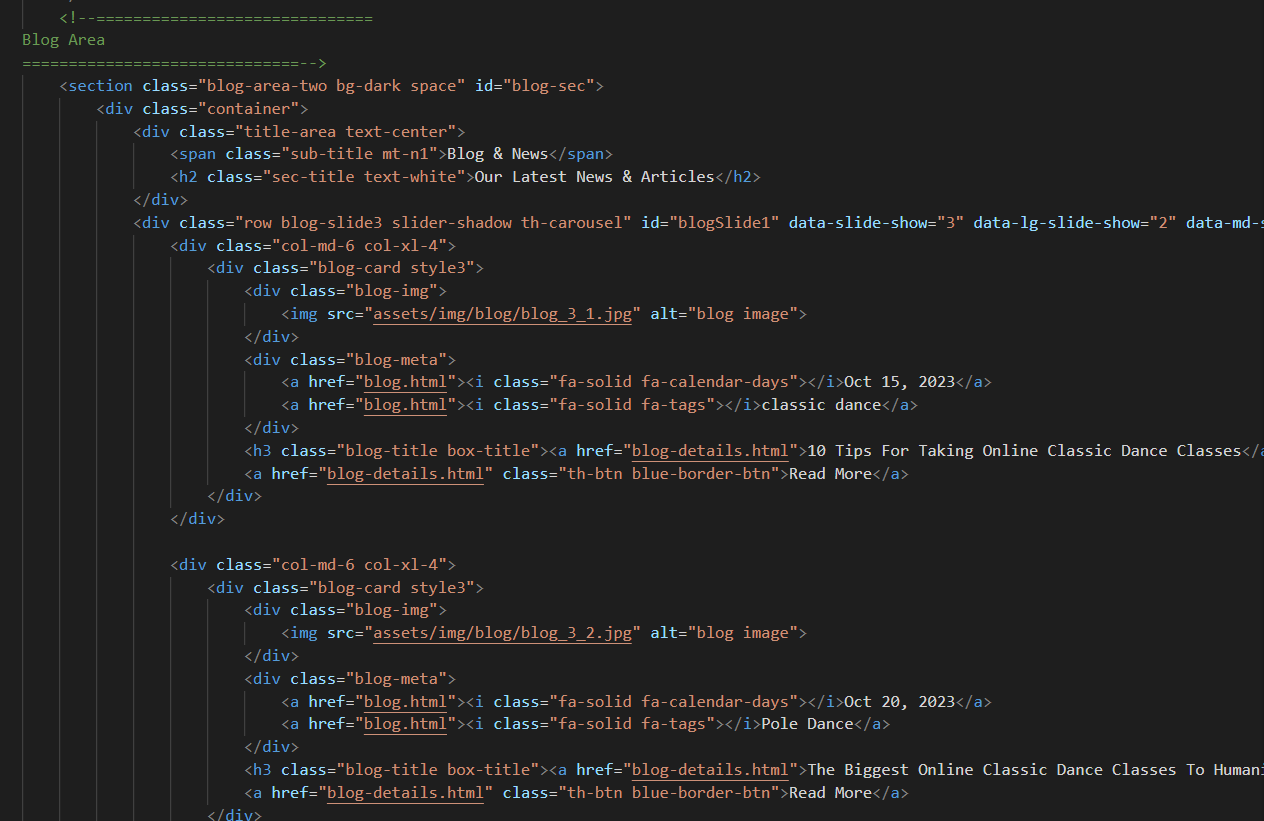 <!--==============================
Blog Area
==============================-->
<section class="blog-area-two bg-dark space" id="blog-sec">
<div class="container">
<div class="title-area text-center">
<span class="sub-title mt-n1">Blog & News</span>
<h2 class="sec-title text-white">Our Latest News & Articles</h2>
</div>
<div class="row blog-slide3 slider-shadow th-carousel" id="blogSlide1" data-slide-show="3" data-lg-slide-show="2" data-md-s
<div class="col-md-6 col-xl-4">
<div class="blog-card style3">
<div class="blog-img">
<img src="assets/img/blog/blog_3_1.jpg" alt="blog image">
</div>
<div class="blog-meta">
<a href="blog.html"><i class="fa-solid fa-calendar-days"></i>Oct 15, 2023</a>
<a href="blog.html"><i class="fa-solid fa-tags"></i>classic dance</a>
</div>
<h3 class="blog-title box-title"><a href="blog-details.html">10 Tips For Taking Online Classic Dance Classes</a
<a href="blog-details.html" class="th-btn blue-border-btn">Read More</a>
</div>
</div>
<div class="col-md-6 col-xl-4">
<div class="blog-card style3">
<div class="blog-img">
<img src="assets/img/blog/blog_3_2.jpg" alt="blog image">
</div>
<div class="blog-meta">
<a href="blog.html"><i class="fa-solid fa-calendar-days"></i>Oct 20, 2023</a>
<a href="blog.html"><i class="fa-solid fa-tags"></i>Pole Dance</a>
</div>
<h3 class="blog-title box-title"><a href="blog-details.html">The Biggest Online Classic Dance Classes To Humani
<a href="blog-details.html" class="th-btn blue-border-btn">Read More</a>
</div>